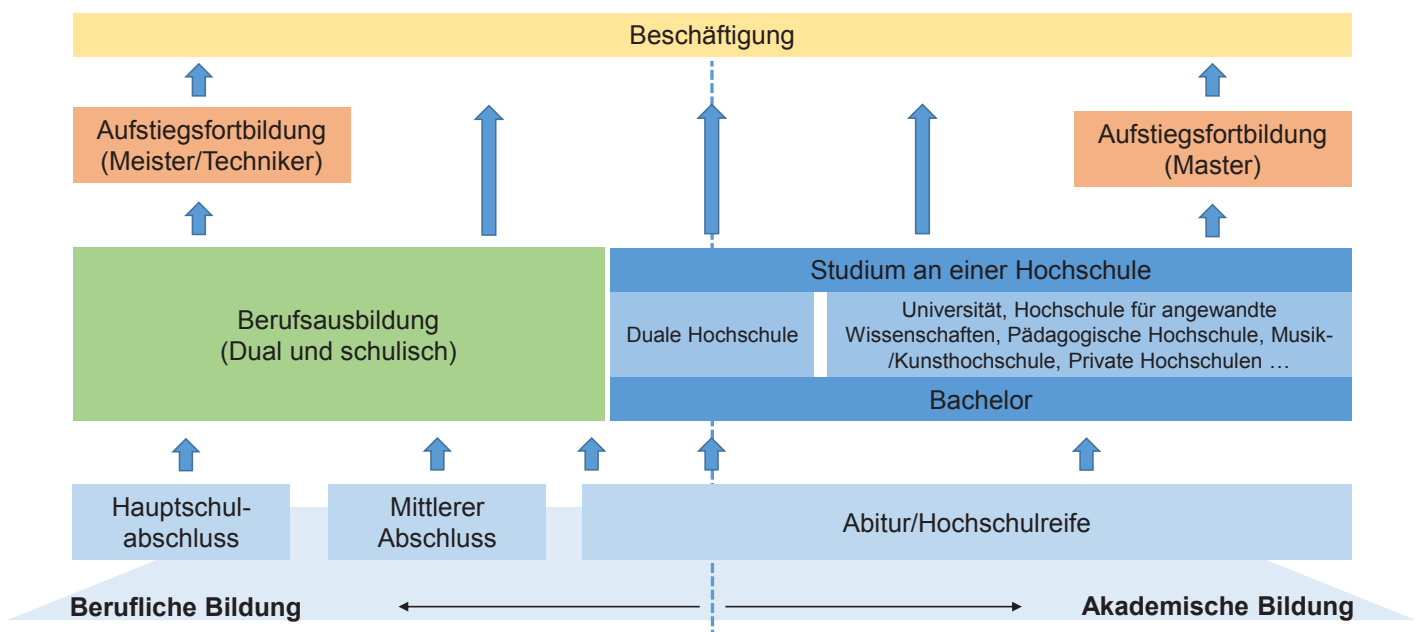 Beschäftigung
Aufstiegsfortbildung
(Meister/Techniker)
Aufstiegsfortbildung
(Master)
Berufsausbildung
(Dual und schulisch)
Studium an einer Hochschule
Duale Hochschule
Universität, Hochschule für angewandte
Wissenschaften, Pädagogische Hochschule, Musik-
/Kunsthochschule, Private Hochschulen …
Bachelor
Hauptschul-
abschluss
Mittlerer
Abschluss
Abitur/Hochschulreife
Berufliche Bildung
Akademische Bildung